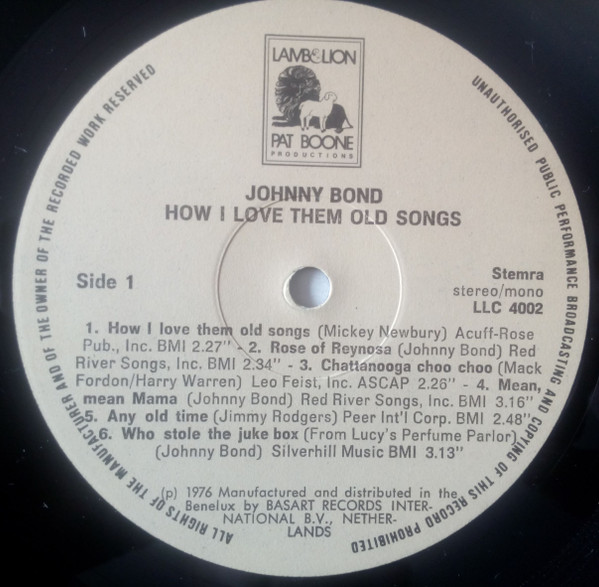 LAMB & LION
PAT BOONE
PRODUCTIONS
JOHNNY BOND
HOW I LOVE THEM OLD SONGS
Side 1
Stemra
stereo/mono
LLC 4002
1. How I love them old songs (Mickey Newbury) Acuff-Rose
Pub., Inc. BMI 2.27" - 2. Rose of Reynosa (Johnny Bond) Red
River Songs, Inc. BMI 2.34" - 3. Chattanooga choo choo (Mack
Fordon/Harry Warren) Leo Feist, Inc. ASCAP 2.26" - 4. Mean,
mean Mama (Johnny Bond) Red River Songs, Inc. BMI 3.16"
5. Any old time (Jimmy Rodgers) Peer Int'l Corp. BMI 2.48"
6. Who stole the juke box (From Lucy's Perfume Parlor)
(Johnny Bond) Silverhill Music BMI 3.13"
(p) 1976 Manufactured and distributed in the
Benelux by BASART RECORDS INTER-
NATIONAL B.V., NETHER-
LANDS
ALL RIGHTS OF THE MANUFACTURER AND OF THE OWNER OF THE RECORDED WORK RESERVED
UNAUTHORISED PUBLIC PERFORMANCE BROADCASTING AND COPYING OF THIS RECORD PROHIBITED